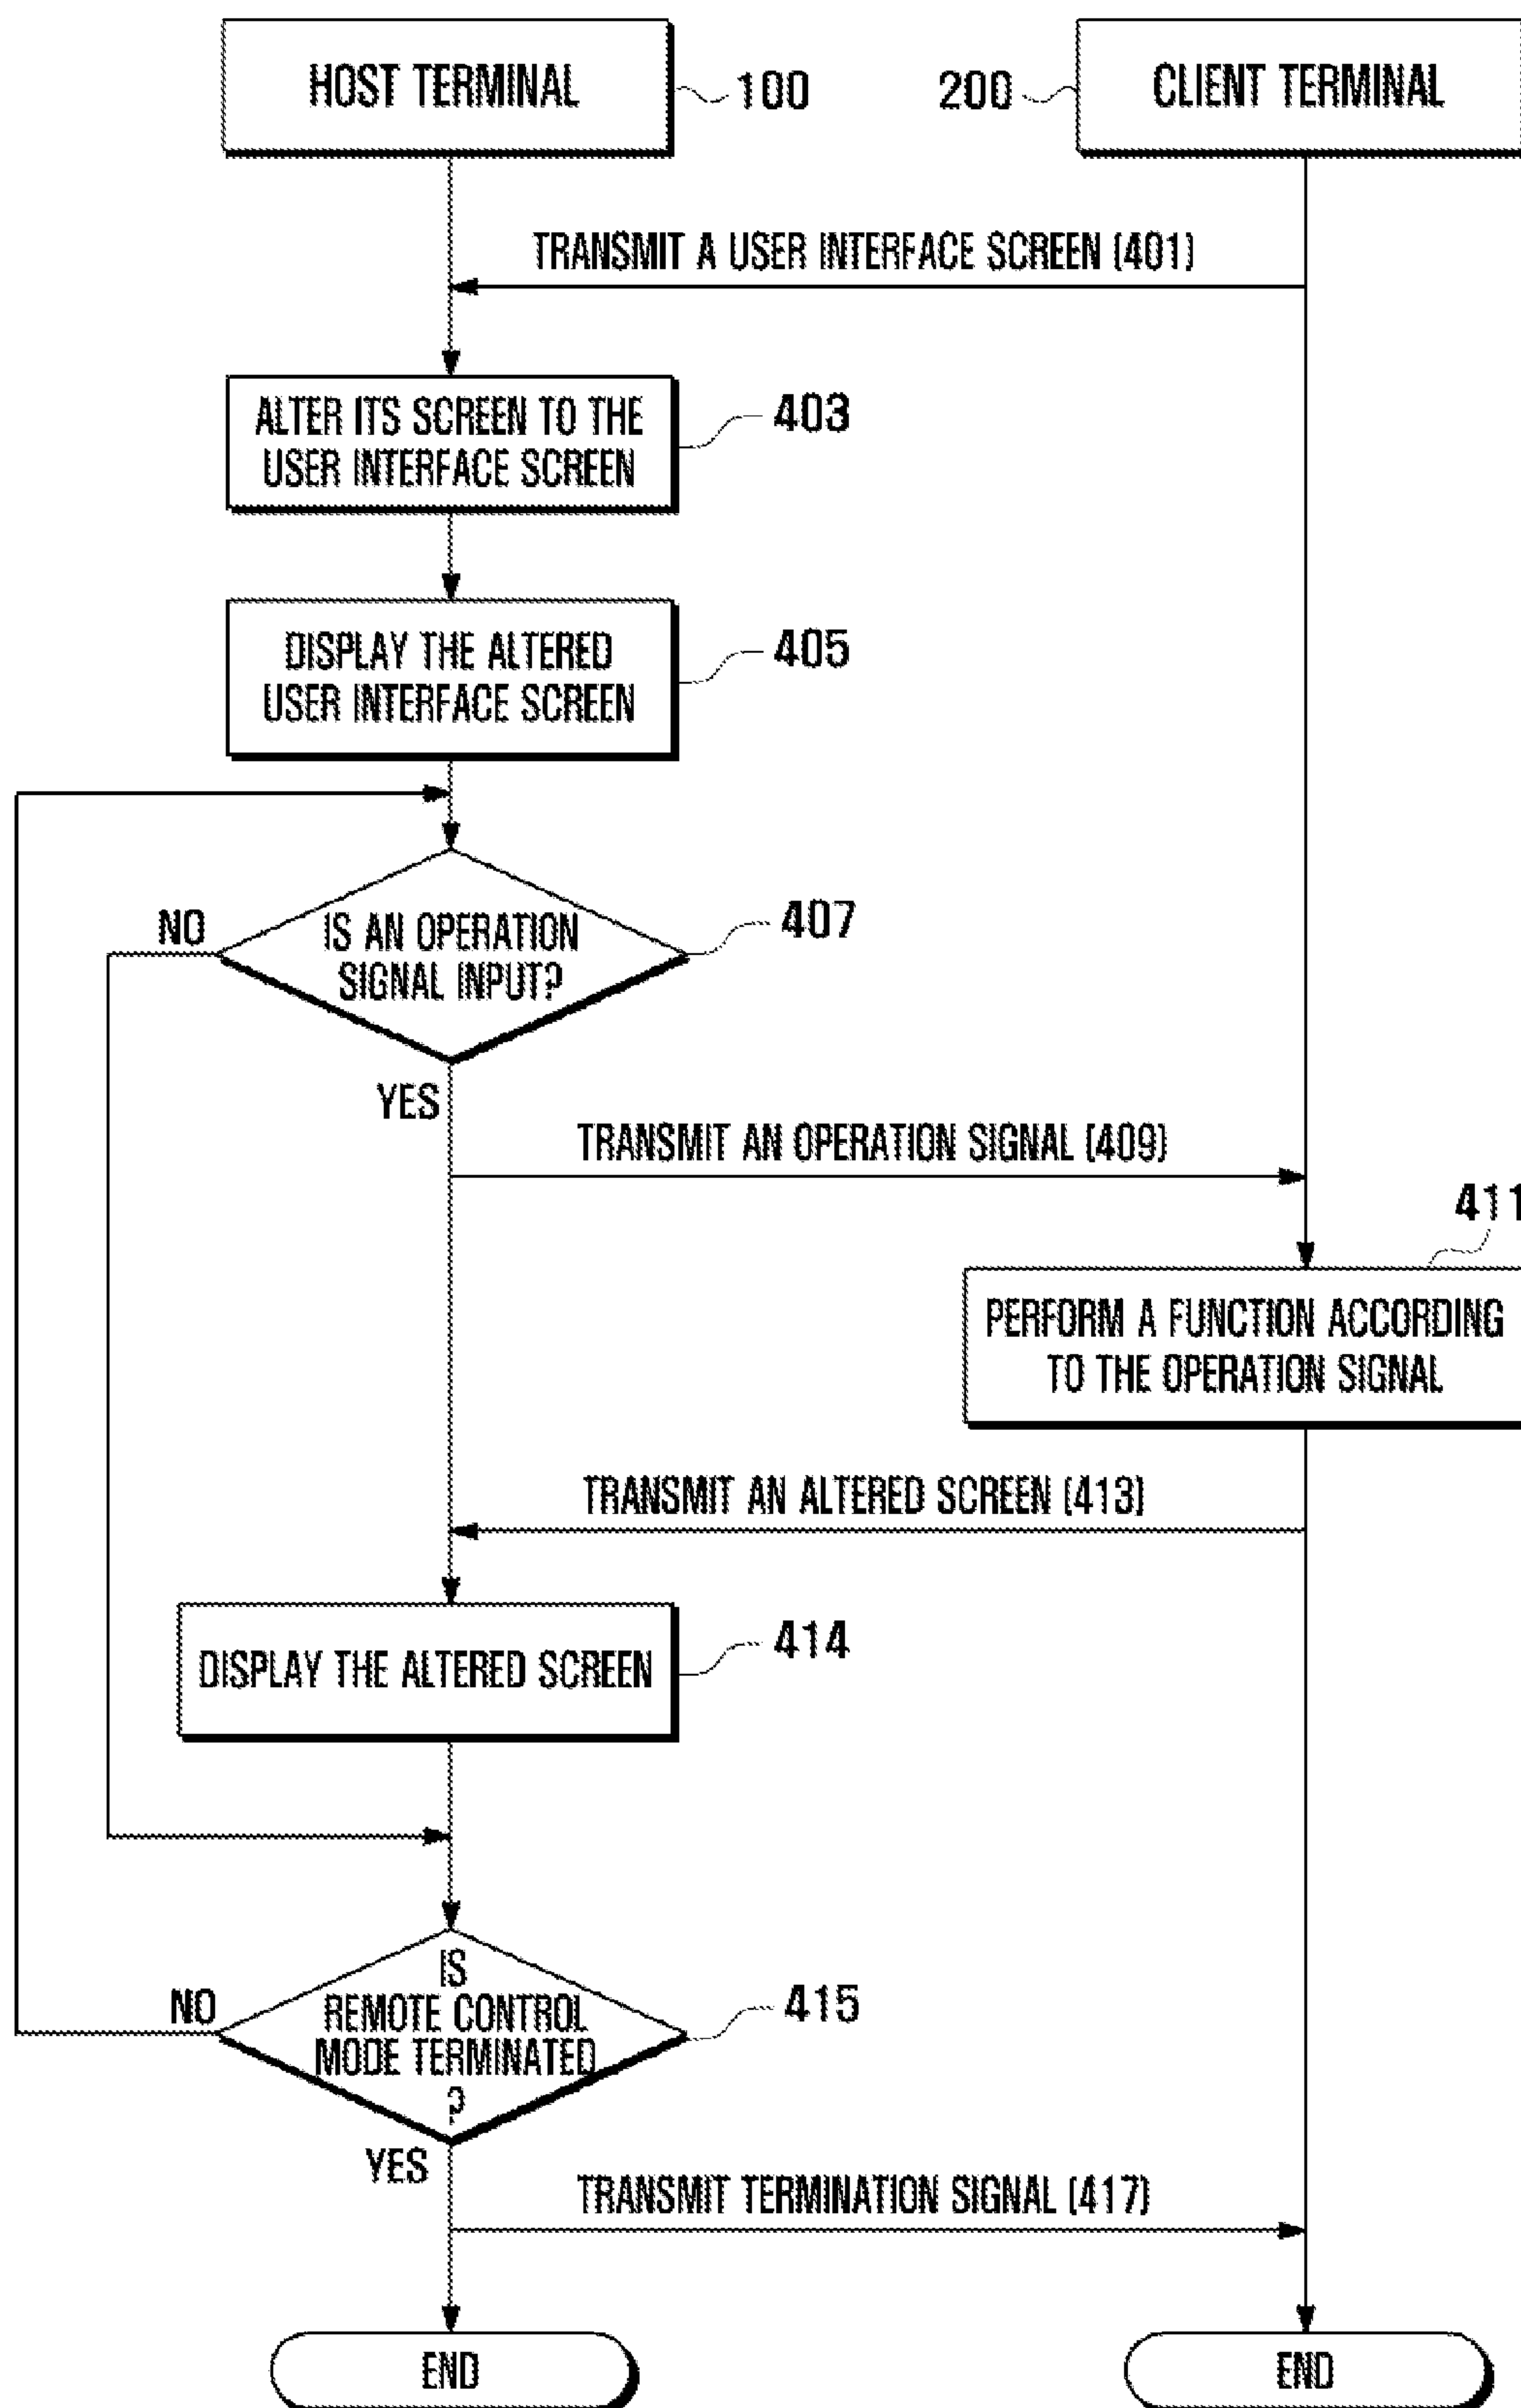 HOST TERMINAL
100
200
CLIENT TERMINAL
TRANSMIT A USER INTERFACE SCREEN (401)
ALTER ITS SCREEN TO THE
USER INTERFACE SCREEN
403
DISPLAY THE ALTERED
USER INTERFACE SCREEN
405
NO
IS AN OPERATION
SIGNAL INPUT?
407
YES
TRANSMIT AN OPERATION SIGNAL (409)
411
PERFORM A FUNCTION ACCORDING
TO THE OPERATION SIGNAL
TRANSMIT AN ALTERED SCREEN (413)
DISPLAY THE ALTERED SCREEN
414
NO
IS
REMOTE CONTROL
MODE TERMINATED
?
415
YES
TRANSMIT TERMINATION SIGNAL (417)
END
END